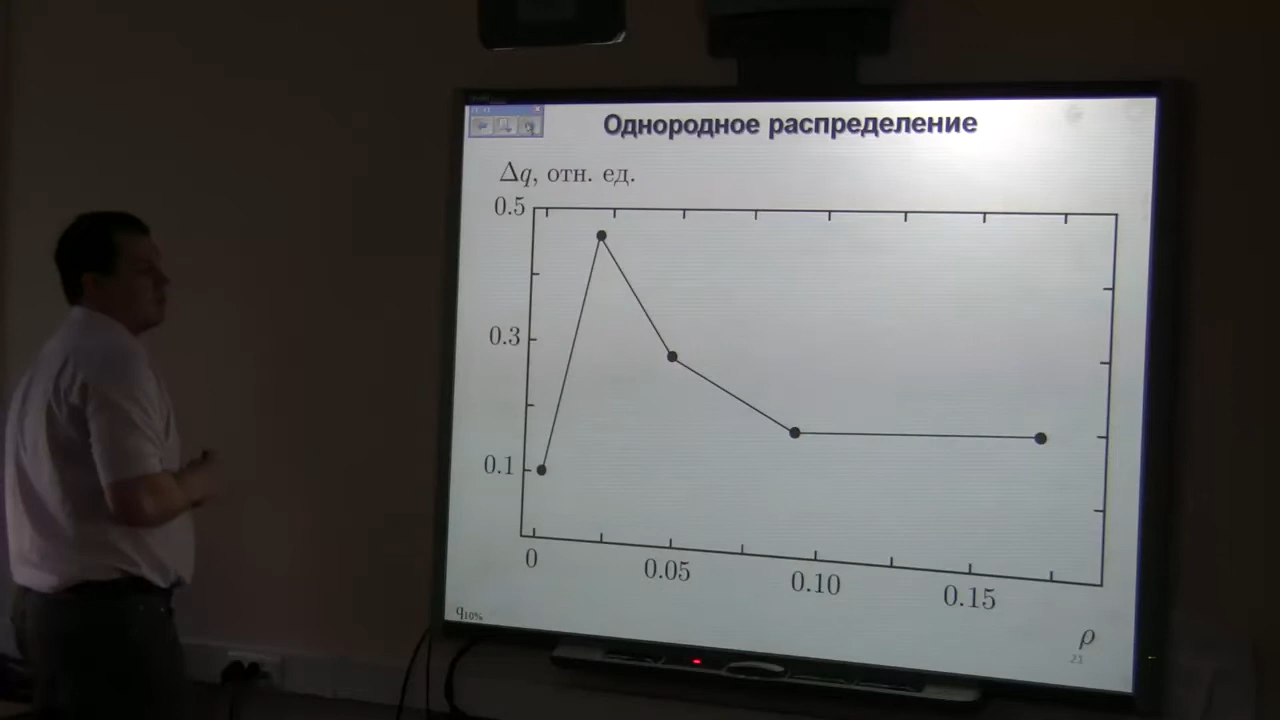 Однородное распределение
Δq, отн. ед.
0.5
0.3
0.1
0
0.05
0.10
0.15
ρ
q10%
21